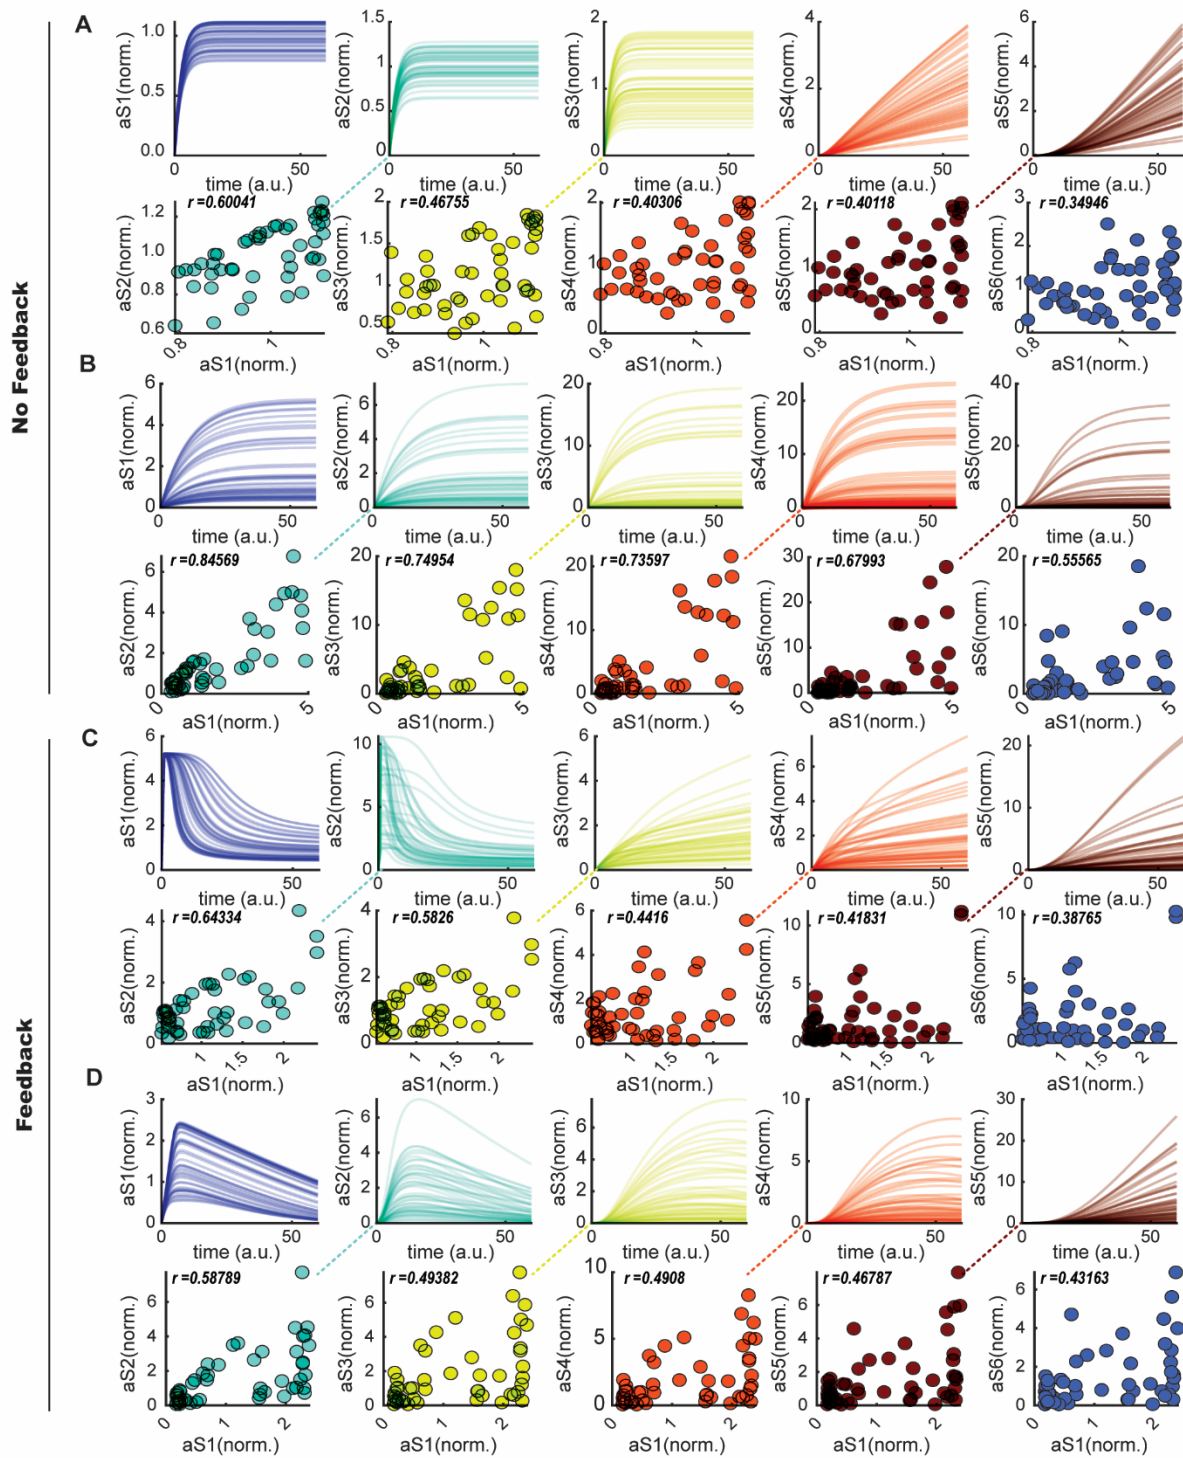 No Feedback
Feedback
A
aS1(norm.)
1.0
0.5
0.0
0
50
time (a.u.)
aS2(norm.)
1.5
1
0.5
0
0
50
time (a.u.)
aS3(norm.)
2
1
0
0
50
time (a.u.)
aS4(norm.)
4
2
0
0
50
time (a.u.)
aS5(norm.)
6
4
2
0
0
50
time (a.u.)
r =0.60041
aS2(norm.)
1.2
1.0
0.8
0.6
0.8
1
aS1(norm.)
r =0.46755
aS3(norm.)
2
1.5
1
0.5
0.8
1
aS1(norm.)
r =0.40306
aS4(norm.)
2
1
0
0.8
1
aS1(norm.)
r =0.40118
aS5(norm.)
2
1
0
0.8
1
aS1(norm.)
r =0.34946
aS6(norm.)
3
2
1
0
0.8
1
aS1(norm.)
B
aS1(norm.)
6
4
2
0
0
50
time (a.u.)
aS2(norm.)
6
4
2
0
0
50
time (a.u.)
aS3(norm.)
20
10
0
0
50
time (a.u.)
aS4(norm.)
20
10
0
0
50
time (a.u.)
aS5(norm.)
40
20
0
0
50
time (a.u.)
r =0.84569
aS2(norm.)
6
4
2
0
0
5
aS1(norm.)
r =0.74954
aS3(norm.)
20
10
0
0
5
aS1(norm.)
r =0.73597
aS4(norm.)
20
10
0
0
5
aS1(norm.)
r =0.67993
aS5(norm.)
30
20
10
0
0
5
aS1(norm.)
r =0.55565
aS6(norm.)
20
10
0
0
5
aS1(norm.)
C
aS1(norm.)
6
4
2
0
0
50
time (a.u.)
aS2(norm.)
10
5
0
0
50
time (a.u.)
aS3(norm.)
6
4
2
0
0
50
time (a.u.)
aS4(norm.)
6
4
2
0
0
50
time (a.u.)
aS5(norm.)
20
10
0
0
50
time (a.u.)
r =0.64334
aS2(norm.)
4
2
0
1
1.5
2
aS1(norm.)
r =0.5826
aS3(norm.)
4
2
0
1
1.5
2
aS1(norm.)
r =0.4416
aS4(norm.)
6
4
2
0
1
1.5
2
aS1(norm.)
r =0.41831
aS5(norm.)
10
5
0
1
1.5
2
aS1(norm.)
r =0.38765
aS6(norm.)
10
5
0
1
1.5
2
aS1(norm.)
D
aS1(norm.)
3
2
1
0
0
50
time (a.u.)
aS2(norm.)
6
4
2
0
0
50
time (a.u.)
aS3(norm.)
6
4
2
0
0
50
time (a.u.)
aS4(norm.)
10
5
0
0
50
time (a.u.)
aS5(norm.)
30
20
10
0
0
50
time (a.u.)
r =0.58789
aS2(norm.)
6
4
2
0
0
1
2
aS1(norm.)
r =0.49382
aS3(norm.)
6
4
2
0
0
1
2
aS1(norm.)
r =0.4908
aS4(norm.)
10
5
0
0
1
2
aS1(norm.)
r =0.46787
aS5(norm.)
6
4
2
0
0
1
2
aS1(norm.)
r =0.43163
aS6(norm.)
6
4
2
0
0
1
2
aS1(norm.)